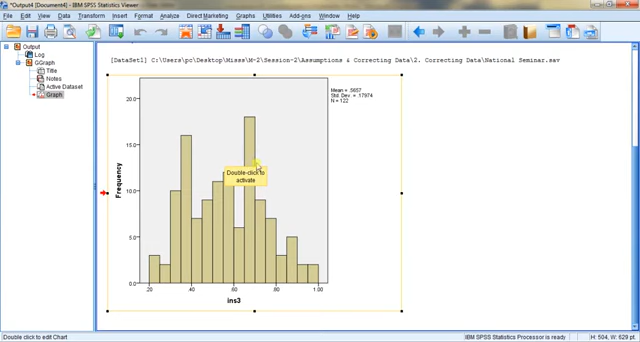 *Output4 [Document4] - IBM SPSS Statistics Viewer
File Edit View Data Transform Insert Format Analyze Direct Marketing Graphs Utilities Add-ons Window Help
Output
Log
GGraph
Title
Notes
Active Dataset
Graph
[DataSet1] C:\Users\pc\Desktop\Misss\M-2\Session-2\Assumptions & Correcting Data\2. Correcting Data\National Seminar.sav
Mean = .5657
Std. Dev. = .17974
N = 122
Frequency
20.0
15.0
10.0
5.0
0.0
Double-click to
activate
.20 .40 .60 .80 1.00
ins3
Double click to edit Chart
IBM SPSS Statistics Processor is ready
H: 504, W: 629 pt.